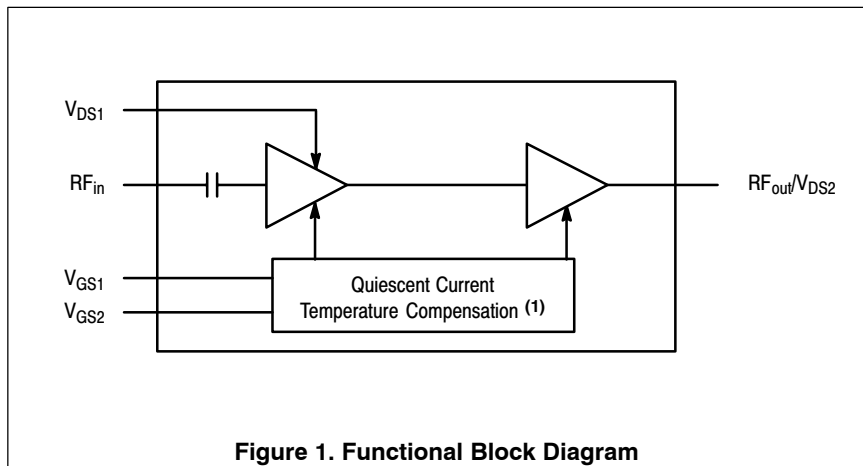 V_DS1
RF_in
RF_out/V_DS2
V_GS1
V_GS2
Quiescent Current
Temperature Compensation (1)
Figure 1. Functional Block Diagram